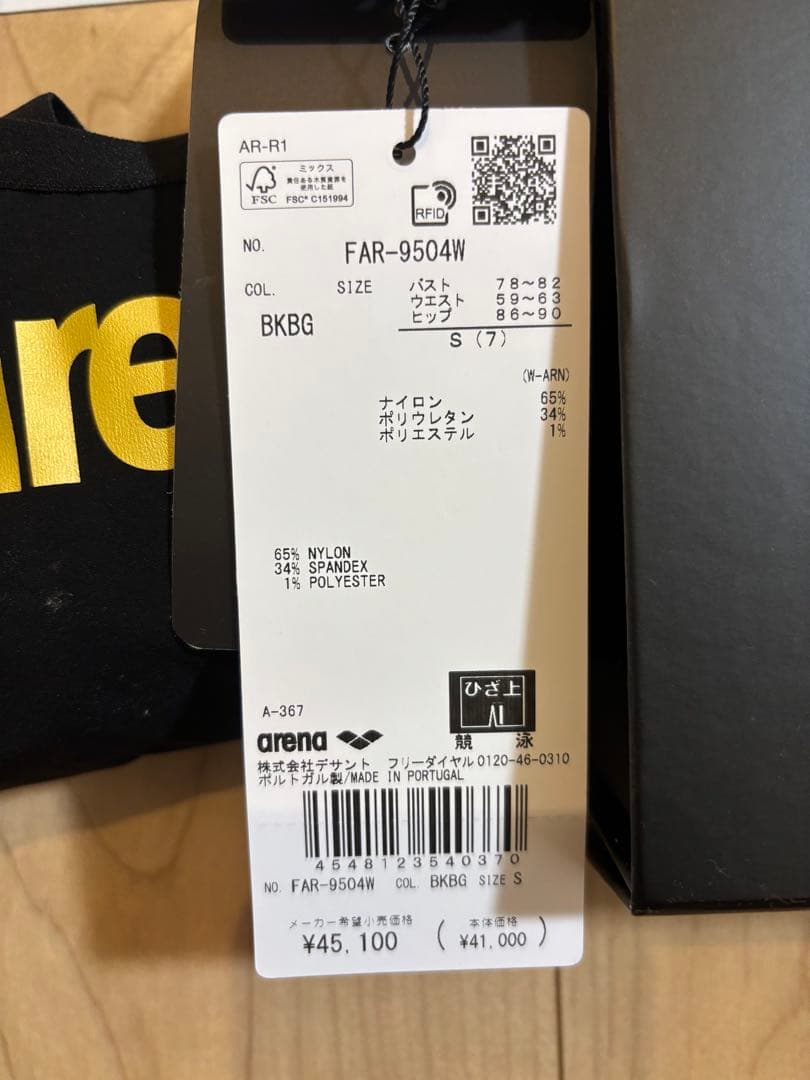 AR-R1
ミックス
責任ある木質資源を
使用した紙
FSC
FSC® C151994
RFID
NO. FAR-9504W
COL. SIZE バスト 78～82
ウエスト 59～63
ヒップ 86～90
BKBG S (7)
(W-ARN)
ナイロン 65%
ポリウレタン 34%
ポリエステル 1%
65% NYLON
34% SPANDEX
1% POLYESTER
are
ひざ上
A-367
arena
競 泳
株式会社デサント フリーダイヤル 0120-46-0310
ポルトガル製/MADE IN PORTUGAL
4548123540370
NO. FAR-9504W COL. BKBG SIZE S
メーカー希望小売価格 本体価格
¥45,100 ( ¥41,000 )